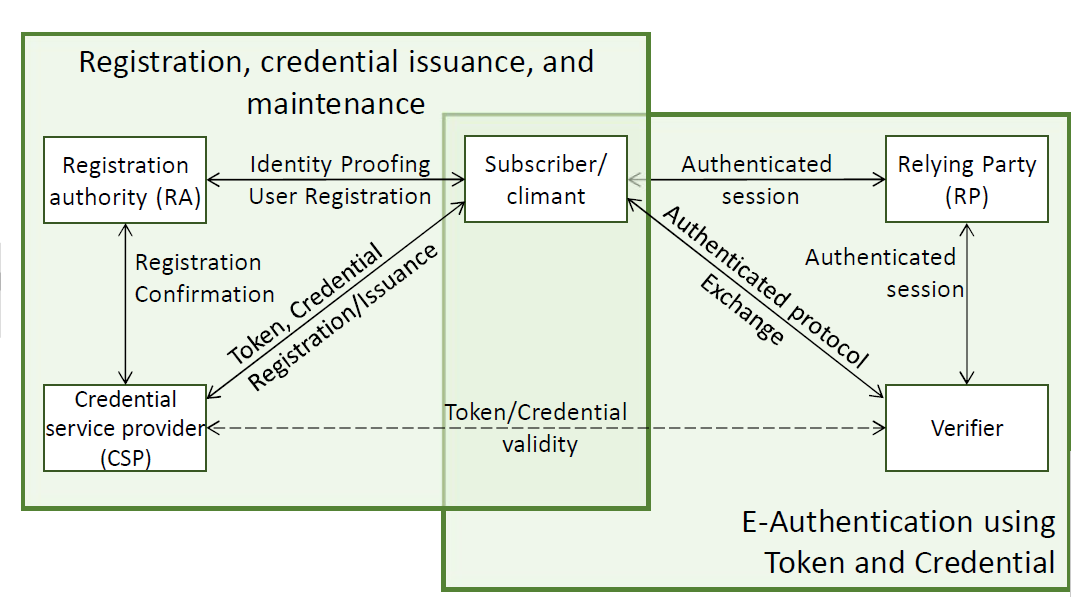 Registration, credential issuance, and
maintenance
Registration
authority (RA)
Identity Proofing
User Registration
Subscriber/
climant
Authenticated
session
Relying Party
(RP)
Registration
Confirmation
Token, Credential
Registration/Issuance
Authenticated protocol
Exchange
Authenticated
session
Credential
service provider
(CSP)
Token/Credential
validity
Verifier
E-Authentication using
Token and Credential